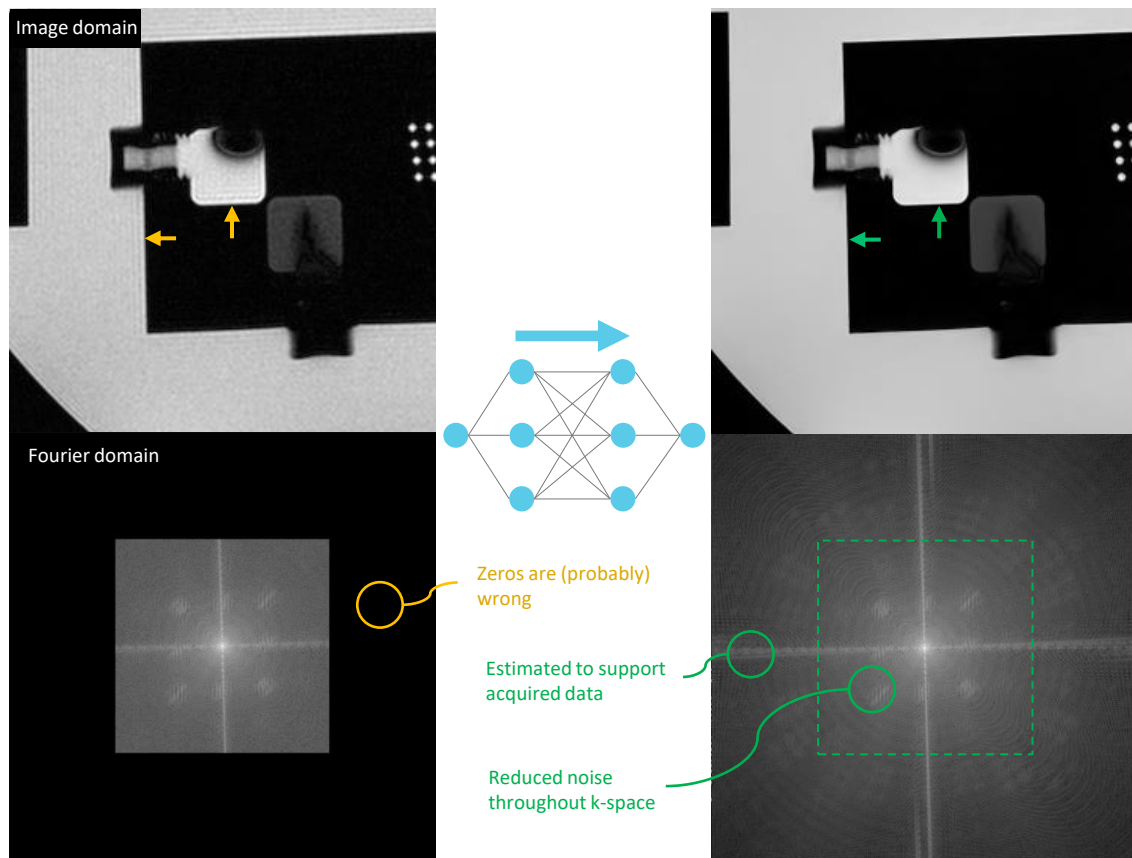 Image domain
Fourier domain
Zeros are (probably)
wrong
Estimated to support
acquired data
Reduced noise
throughout k-space